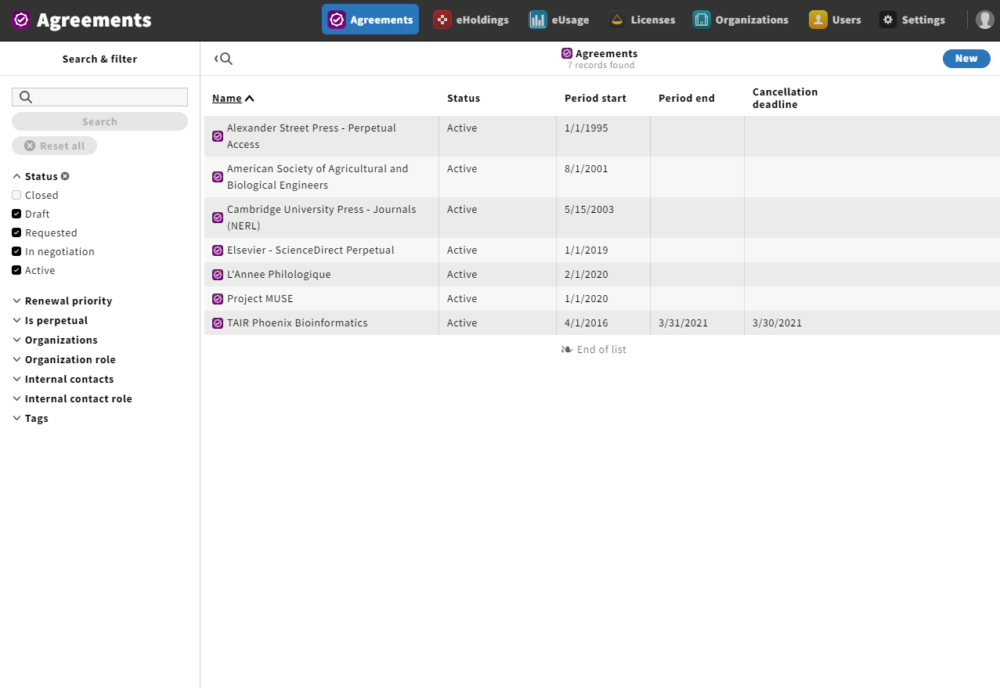 Agreements
Agreements eHoldings eUsage Licenses Organizations Users Settings
Search & filter
Search
Reset all
Status
Closed
Draft
Requested
In negotiation
Active
Renewal priority
Is perpetual
Organizations
Organization role
Internal contacts
Internal contact role
Tags
Agreements
7 records found
New
Name Status Period start Period end Cancellation
deadline
Alexander Street Press - Perpetual Active 1/1/1995
Access
American Society of Agricultural and Active 8/1/2001
Biological Engineers
Cambridge University Press - Journals Active 5/15/2003
(NERL)
Elsevier - ScienceDirect Perpetual Active 1/1/2019
L'Annee Philologique Active 2/1/2020
Project MUSE Active 1/1/2020
TAIR Phoenix Bioinformatics Active 4/1/2016 3/31/2021 3/30/2021
End of list